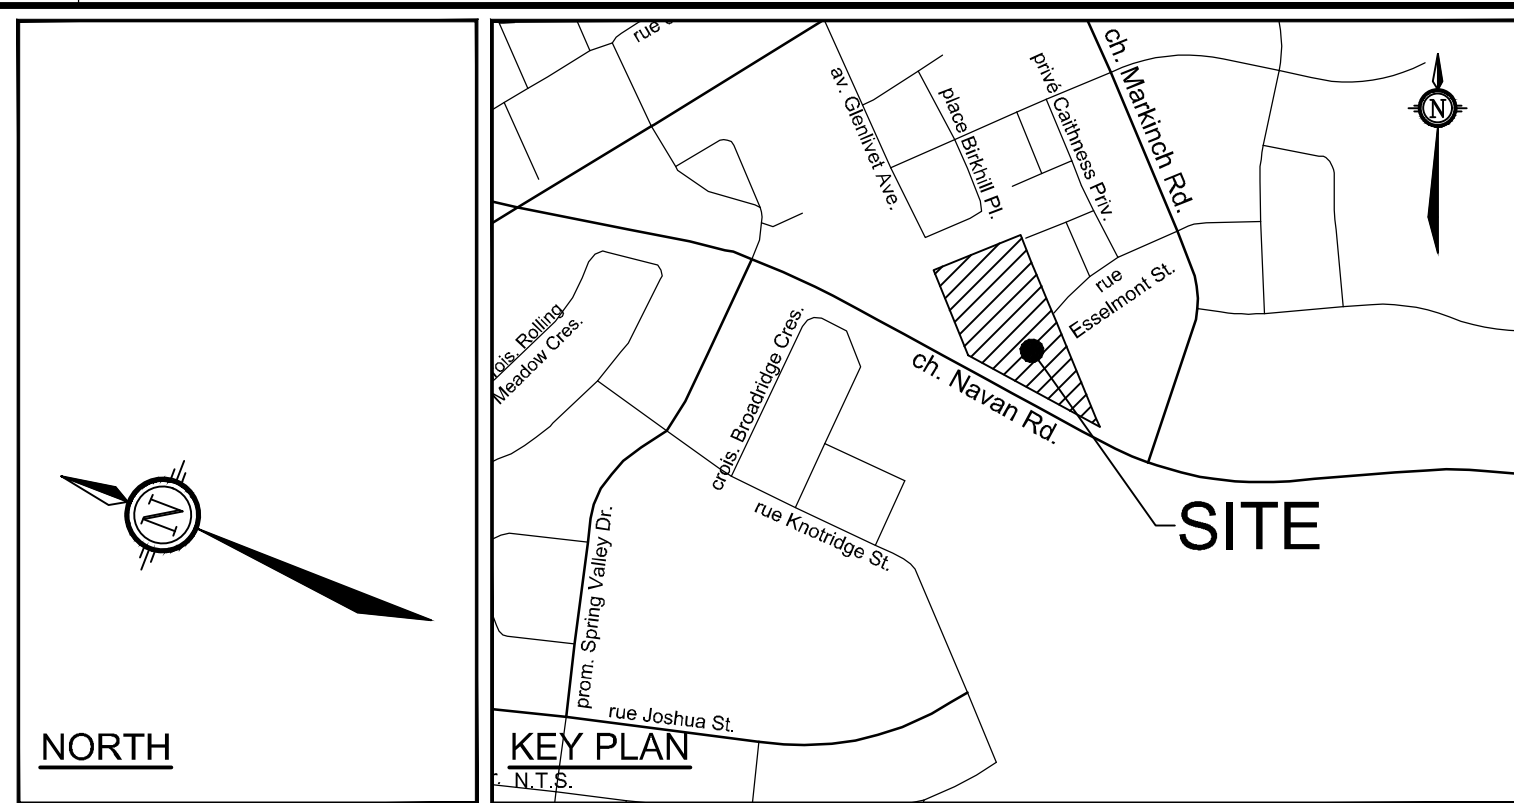 N
NORTH
rue
av. Glenlivet Ave.
place Birkhill Pl.
privé Caithness Priv.
ch. Markinch Rd.
N
rue
Esselmont St.
ch. Navan Rd.
SITE
Rolling
Meadow Cres.
crois. Broadridge Cres.
rue Knotridge St.
prom. Spring Valley Dr.
rue Joshua St.
KEY PLAN
N.T.S.